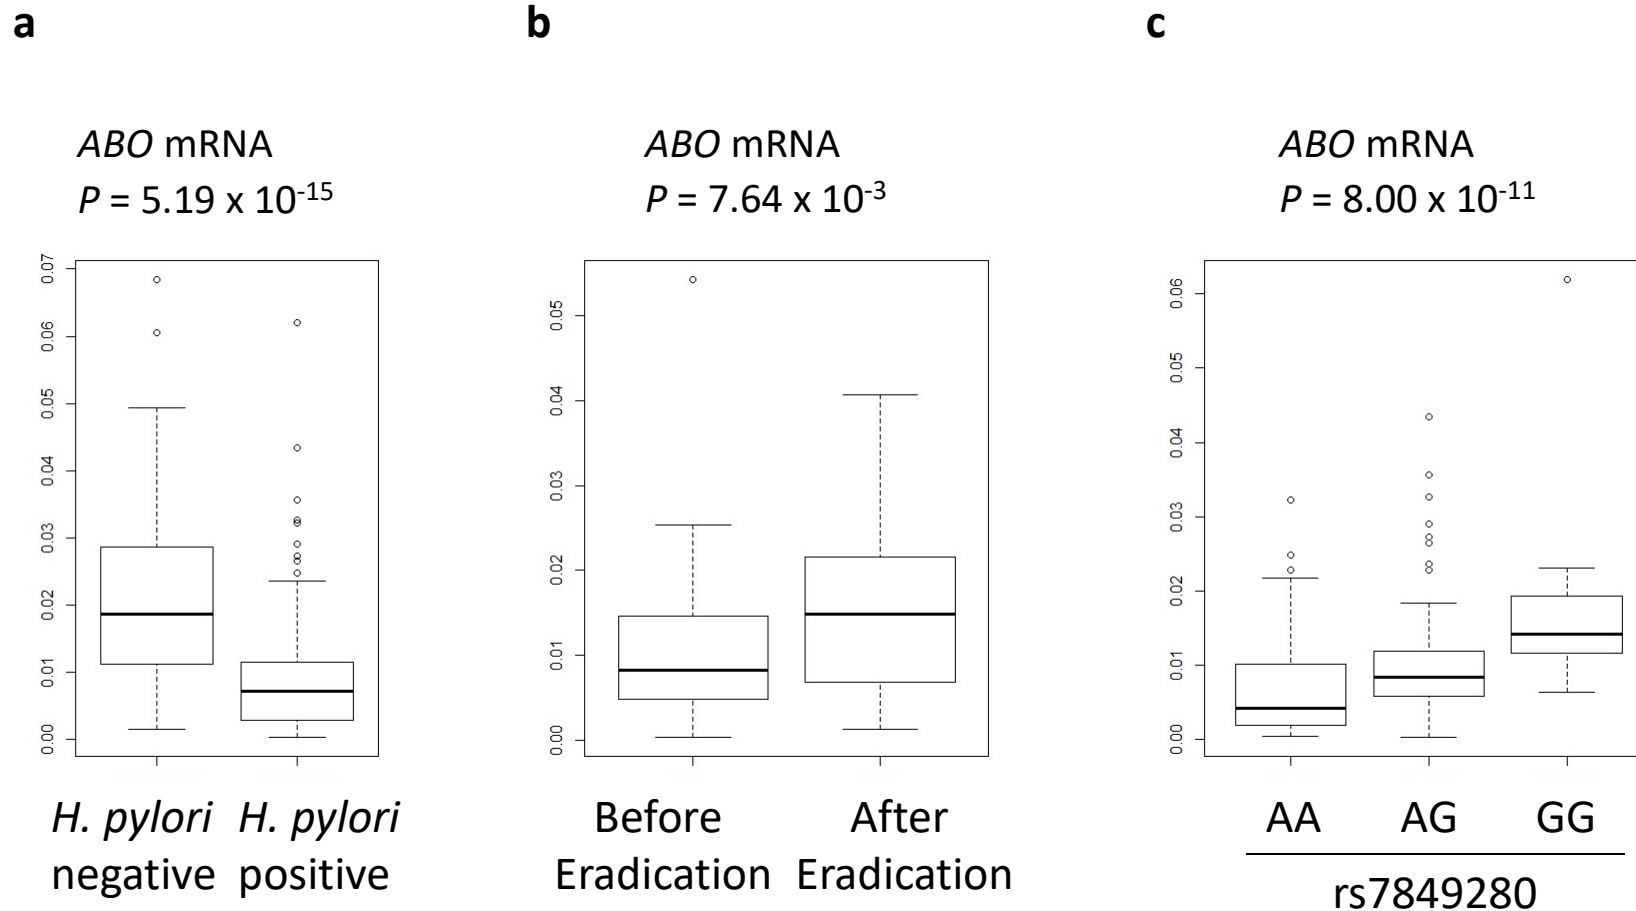 a
ABO mRNA
P = 5.19 x 10⁻¹⁵
0.07
0.06
0.05
0.04
0.03
0.02
0.01
0.00
H. pylori negative
H. pylori positive
b
ABO mRNA
P = 7.64 x 10⁻³
0.05
0.04
0.03
0.02
0.01
0.00
Before Eradication
After Eradication
c
ABO mRNA
P = 8.00 x 10⁻¹¹
0.06
0.05
0.04
0.03
0.02
0.01
0.00
AA AG GG
rs7849280